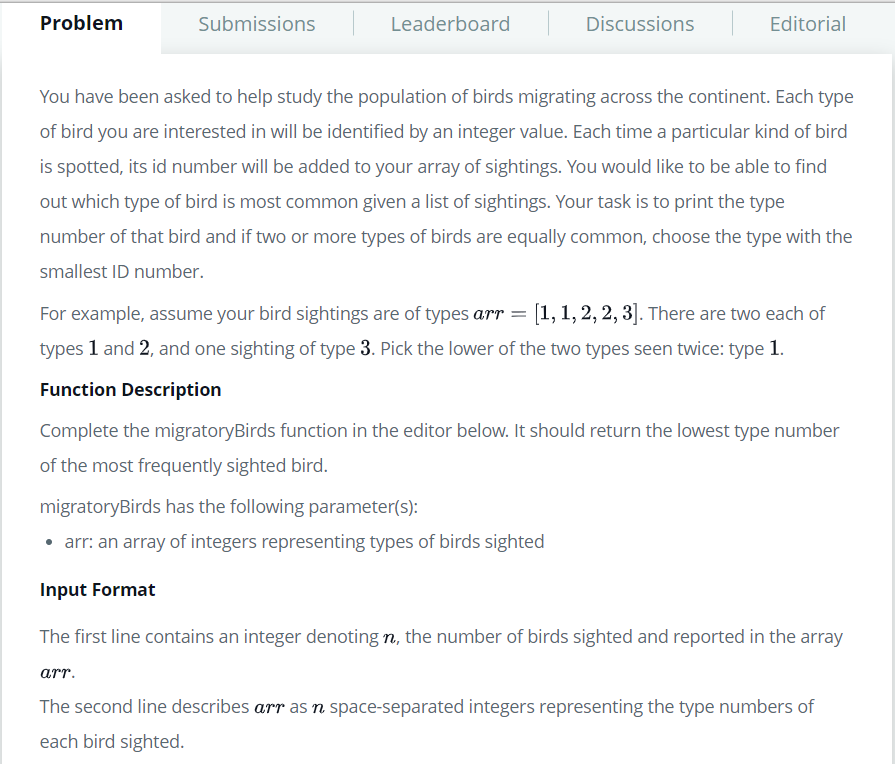 Problem Submissions Leaderboard Discussions Editorial
You have been asked to help study the population of birds migrating across the continent. Each type
of bird you are interested in will be identified by an integer value. Each time a particular kind of bird
is spotted, its id number will be added to your array of sightings. You would like to be able to find
out which type of bird is most common given a list of sightings. Your task is to print the type
number of that bird and if two or more types of birds are equally common, choose the type with the
smallest ID number.
For example, assume your bird sightings are of types arr = [1, 1, 2, 2, 3]. There are two each of
types 1 and 2, and one sighting of type 3. Pick the lower of the two types seen twice: type 1.
Function Description
Complete the migratoryBirds function in the editor below. It should return the lowest type number
of the most frequently sighted bird.
migratoryBirds has the following parameter(s):
• arr: an array of integers representing types of birds sighted
Input Format
The first line contains an integer denoting n, the number of birds sighted and reported in the array
arr.
The second line describes arr as n space-separated integers representing the type numbers of
each bird sighted.